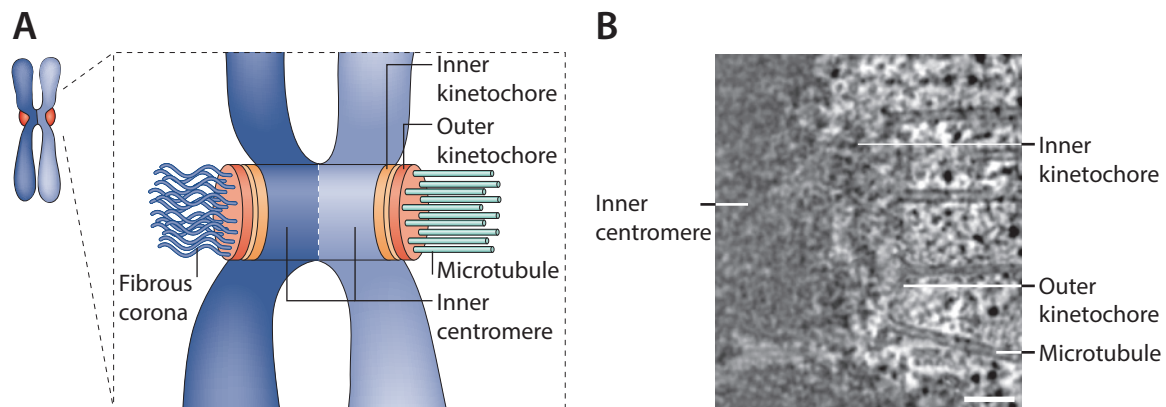 A
Inner
kinetochore
Outer
kinetochore
Fibrous
corona
Microtubule
Inner
centromere
B
Inner
kinetochore
Inner
centromere
Outer
kinetochore
Microtubule